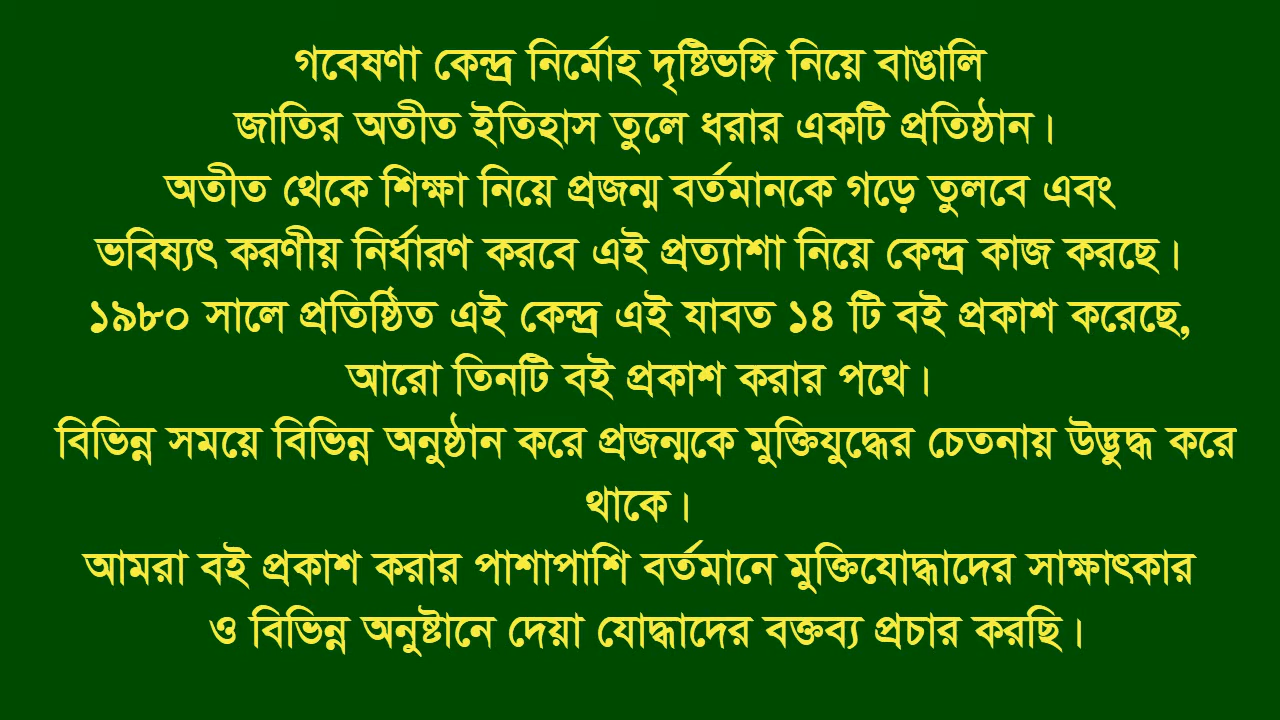 গবেষণা কেন্দ্র নির্মোহ দৃষ্টিভঙ্গি নিয়ে বাঙালি
জাতির অতীত ইতিহাস তুলে ধরার একটি প্রতিষ্ঠান।
অতীত থেকে শিক্ষা নিয়ে প্রজন্ম বর্তমানকে গড়ে তুলবে এবং
ভবিষ্যৎ করণীয় নির্ধারণ করবে এই প্রত্যাশা নিয়ে কেন্দ্র কাজ করছে।
১৯৮০ সালে প্রতিষ্ঠিত এই কেন্দ্র এই যাবত ১৪ টি বই প্রকাশ করেছে,
আরো তিনটি বই প্রকাশ করার পথে।
বিভিন্ন সময়ে বিভিন্ন অনুষ্ঠান করে প্রজন্মকে মুক্তিযুদ্ধের চেতনায় উদ্ভুদ্ধ করে
থাকে।
আমরা বই প্রকাশ করার পাশাপাশি বর্তমানে মুক্তিযোদ্ধাদের সাক্ষাৎকার
ও বিভিন্ন অনুষ্টানে দেয়া যোদ্ধাদের বক্তব্য প্রচার করছি।